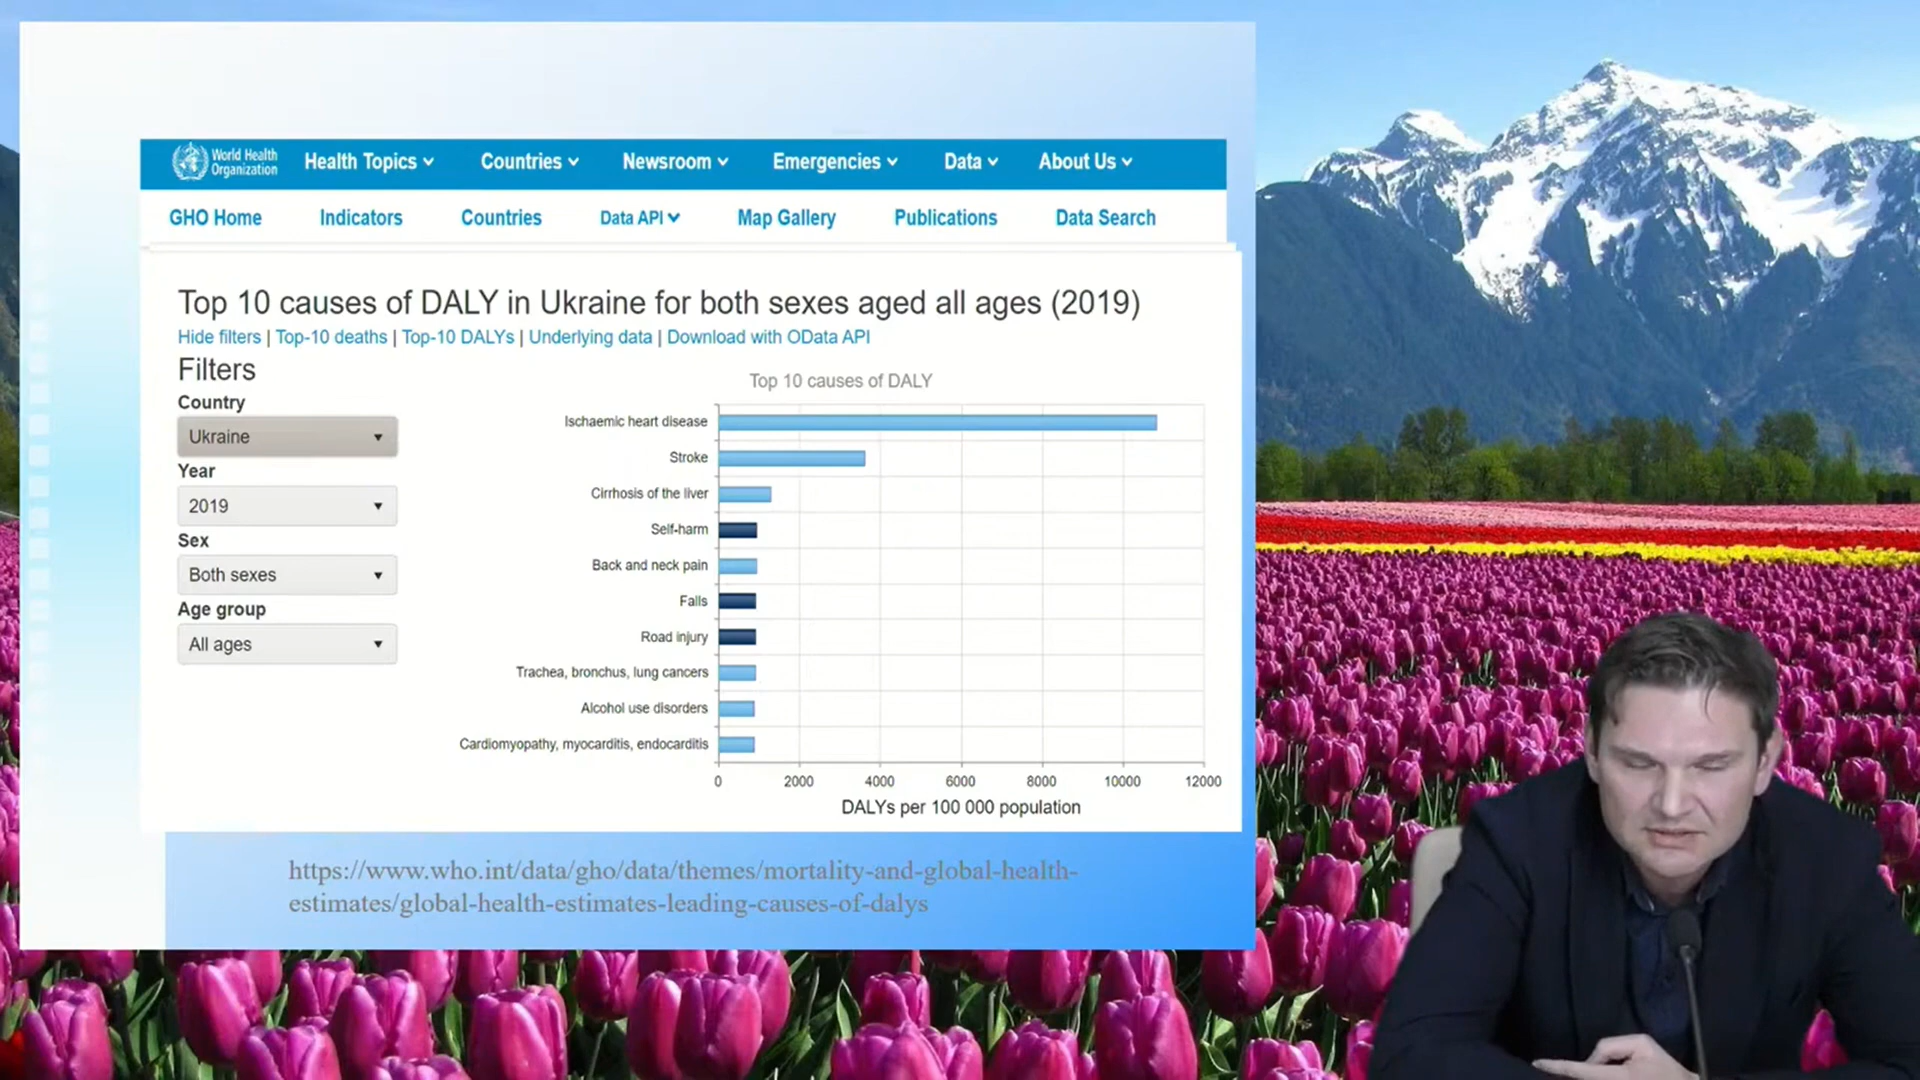 World Health
Organization
Health Topics
Countries
Newsroom
Emergencies
Data
About Us
GHO Home
Indicators
Countries
Data API
Map Gallery
Publications
Data Search
Top 10 causes of DALY in Ukraine for both sexes aged all ages (2019)
Hide filters | Top-10 deaths | Top-10 DALYs | Underlying data | Download with OData API
Filters
Country
Ukraine
Year
2019
Sex
Both sexes
Age group
All ages
Top 10 causes of DALY
Ischaemic heart disease
Stroke
Cirrhosis of the liver
Self-harm
Back and neck pain
Falls
Road injury
Trachea, bronchus, lung cancers
Alcohol use disorders
Cardiomyopathy, myocarditis, endocarditis
0 2000 4000 6000 8000 10000 12000
DALYs per 100 000 population
https://www.who.int/data/gho/data/themes/mortality-and-global-health-
estimates/global-health-estimates-leading-causes-of-dalys